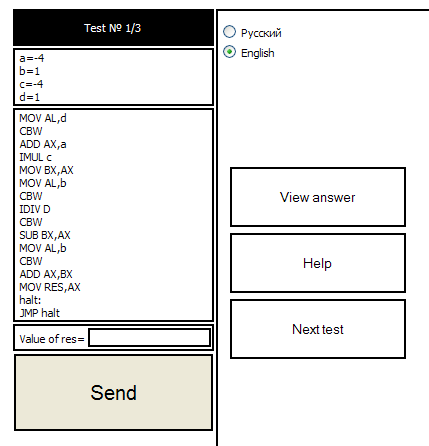 Test № 1/3
a=-4
b=1
c=-4
d=1
MOV AL,d
CBW
ADD AX,a
IMUL c
MOV BX,AX
MOV AL,b
CBW
IDIV D
CBW
SUB BX,AX
MOV AL,b
CBW
ADD AX,BX
MOV RES,AX
halt:
JMP halt
Value of res=
Send
Русский
English
View answer
Help
Next test